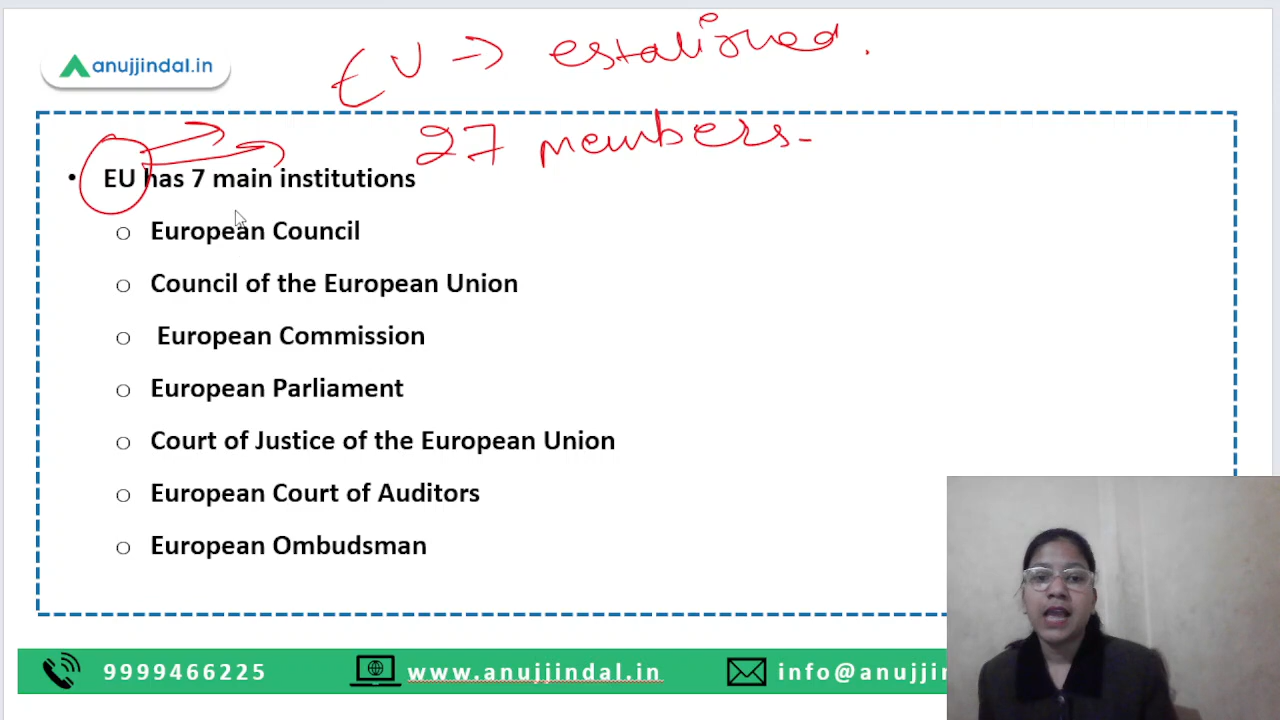 EU → established.
anujjindal.in
27 members-
• EU has 7 main institutions
o European Council
o Council of the European Union
o European Commission
o European Parliament
o Court of Justice of the European Union
o European Court of Auditors
o European Ombudsman
9999466225 www.anujjindal.in info@anujjin